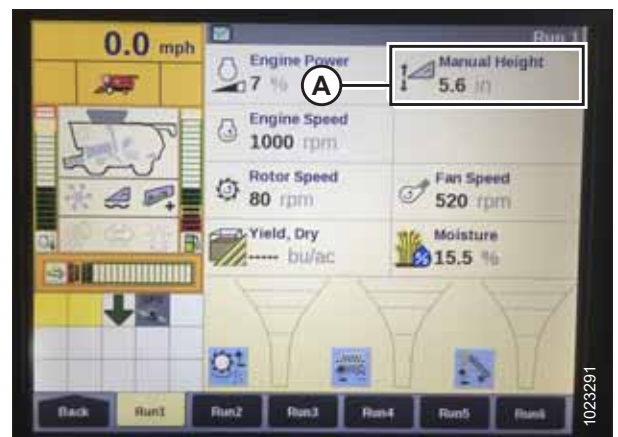 0.0 mph
Run 1
Engine Power
7 %
A
Manual Height
5.6 in
Engine Speed
1000 rpm
Rotor Speed
80 rpm
Fan Speed
520 rpm
Yield, Dry
----- bu/ac
Moisture
15.5 %
GPS
Back
Run1
Run2
Run3
Run4
Run5
Run6
1023291